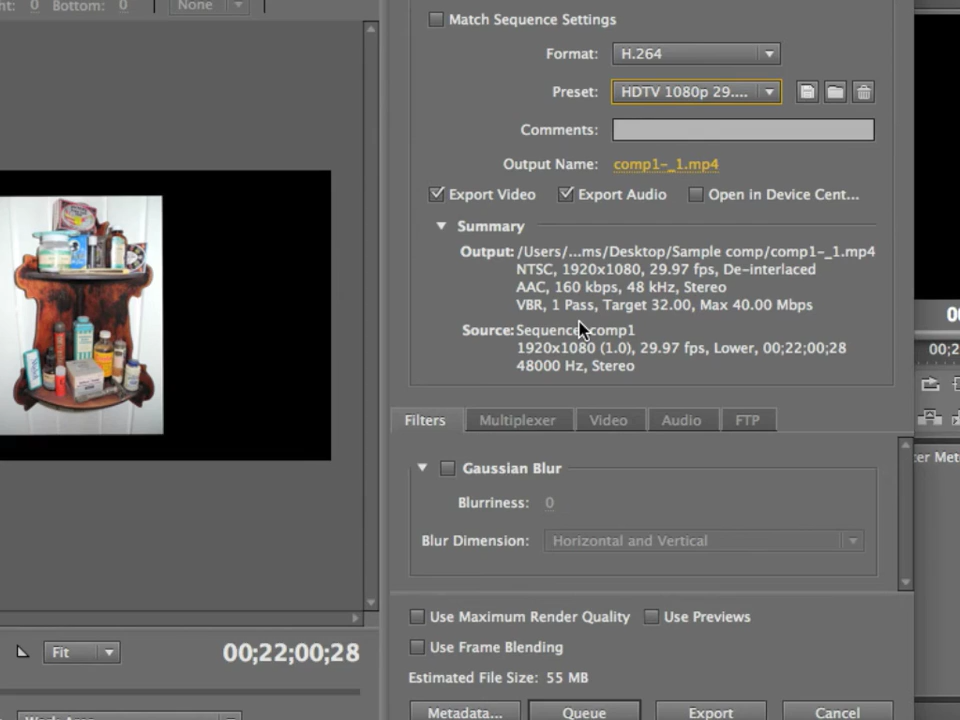 ht: 0 Bottom: 0 None
Match Sequence Settings
Format: H.264
Preset: HDTV 1080p 29....
Comments:
Output Name: comp1-_1.mp4
Export Video Export Audio Open in Device Cent...
Summary
Output: /Users/...ms/Desktop/Sample comp/comp1-_1.mp4
NTSC, 1920x1080, 29.97 fps, De-interlaced
AAC, 160 kbps, 48 kHz, Stereo
VBR, 1 Pass, Target 32.00, Max 40.00 Mbps
Source: Sequence, comp1
1920x1080 (1.0), 29.97 fps, Lower, 00;22;00;28
48000 Hz, Stereo
00;2
Filters Multiplexer Video Audio FTP
ter Met
Gaussian Blur
Blurriness: 0
Blur Dimension: Horizontal and Vertical
Use Maximum Render Quality Use Previews
Use Frame Blending
Fit 00;22;00;28
Estimated File Size: 55 MB
Metadata... Queue Export Cancel
Work Area